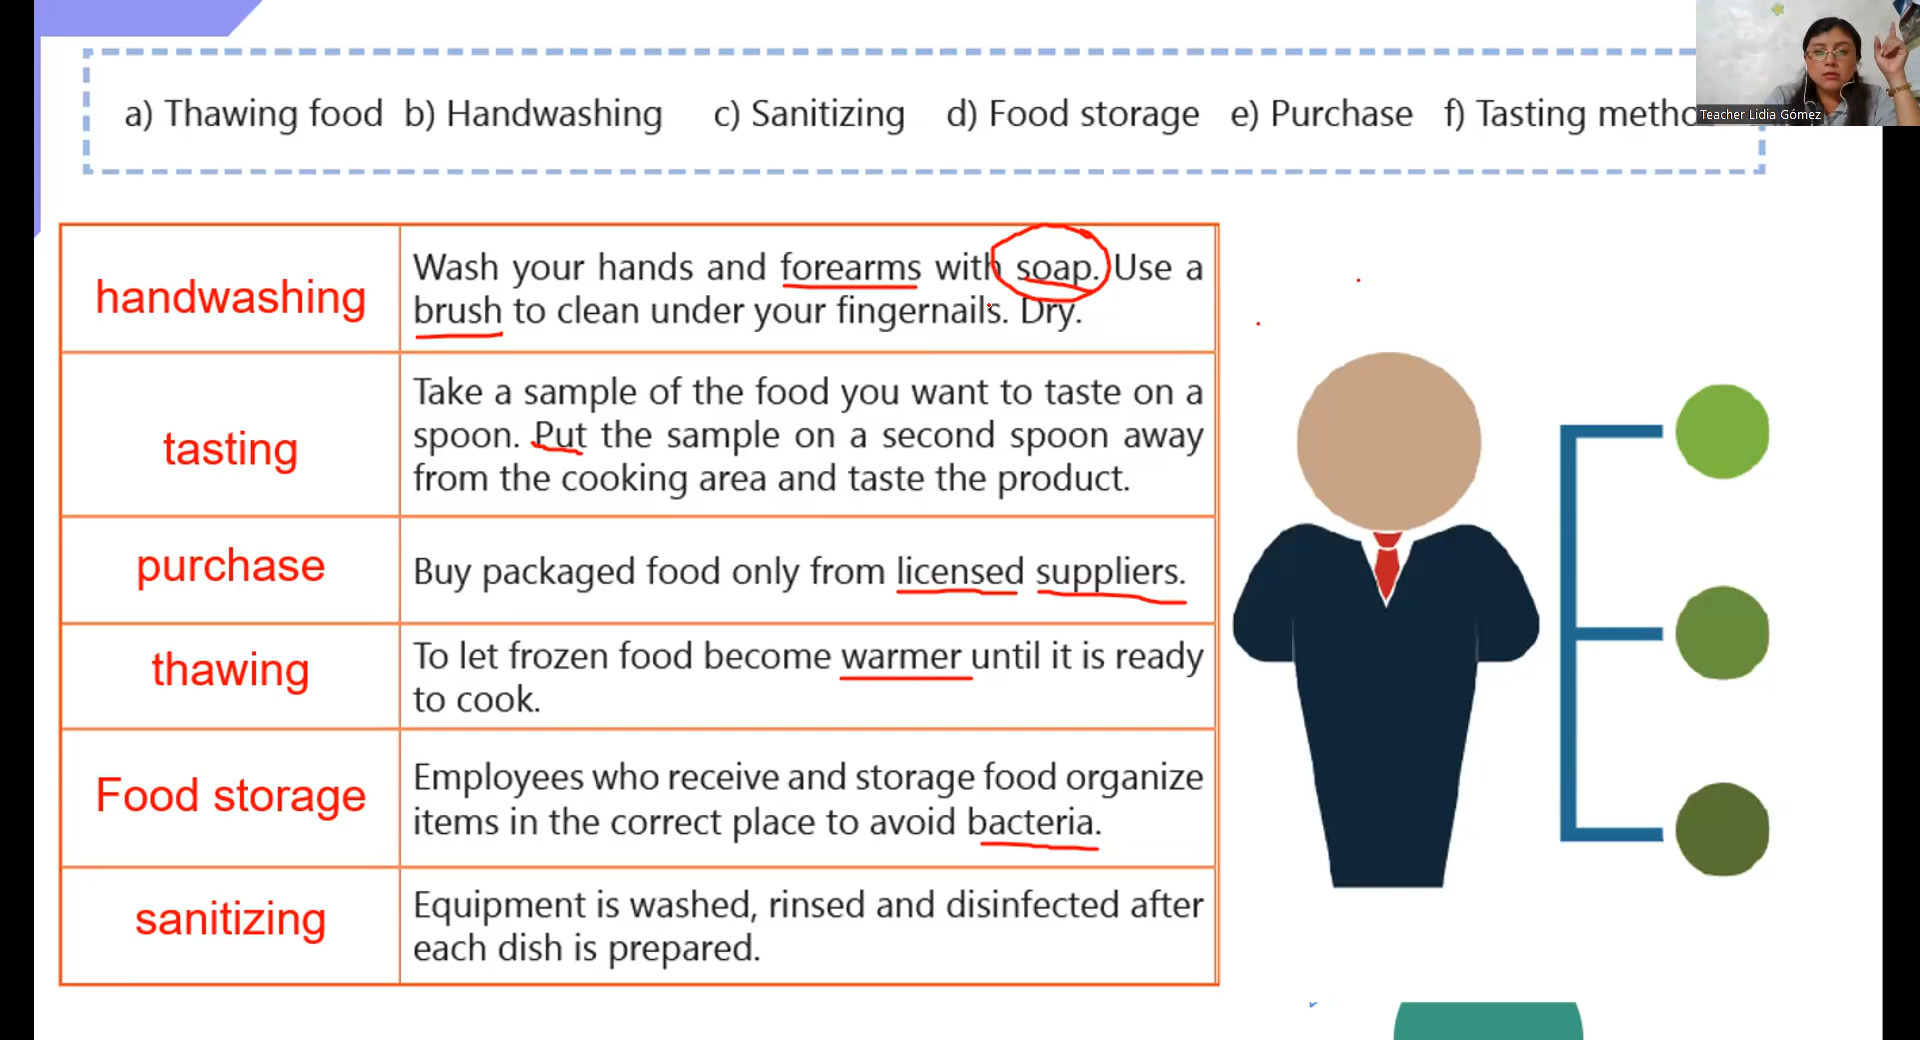 a) Thawing food b) Handwashing c) Sanitizing d) Food storage e) Purchase f) Tasting metho
Teacher Lidia Gómez
handwashing
Wash your hands and forearms with soap. Use a
brush to clean under your fingernails. Dry.
tasting
Take a sample of the food you want to taste on a
spoon. Put the sample on a second spoon away
from the cooking area and taste the product.
purchase
Buy packaged food only from licensed suppliers.
thawing
To let frozen food become warmer until it is ready
to cook.
Food storage
Employees who receive and storage food organize
items in the correct place to avoid bacteria.
sanitizing
Equipment is washed, rinsed and disinfected after
each dish is prepared.